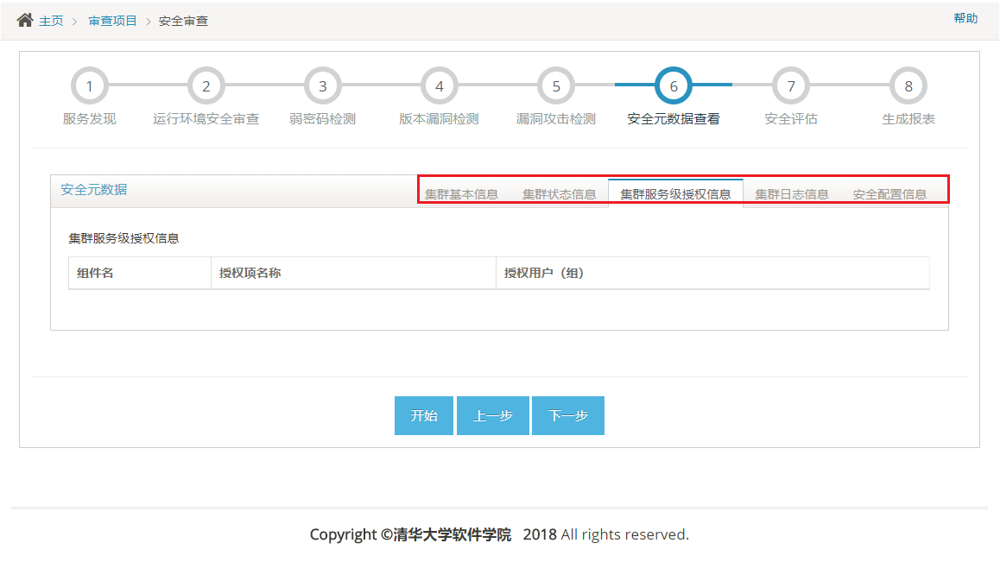 主页 > 审查项目 > 安全审查 帮助
1 2 3 4 5 6 7 8
服务发现 运行环境安全审查 弱密码检测 版本漏洞检测 漏洞攻击检测 安全元数据查看 安全评估 生成报表
安全元数据 集群基本信息 集群状态信息 集群服务级授权信息 集群日志信息 安全配置信息
集群服务级授权信息
组件名 授权项名称 授权用户（组）
开始 上一步 下一步
Copyright ©清华大学软件学院 2018 All rights reserved.